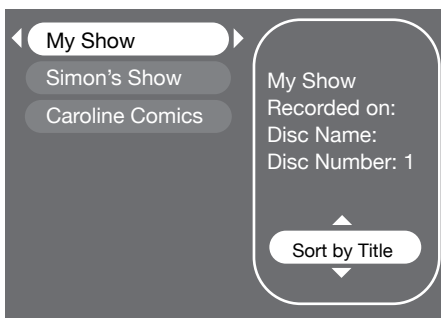 My Show
Simon's Show
Caroline Comics
My Show
Recorded on:
Disc Name:
Disc Number: 1
Sort by Title